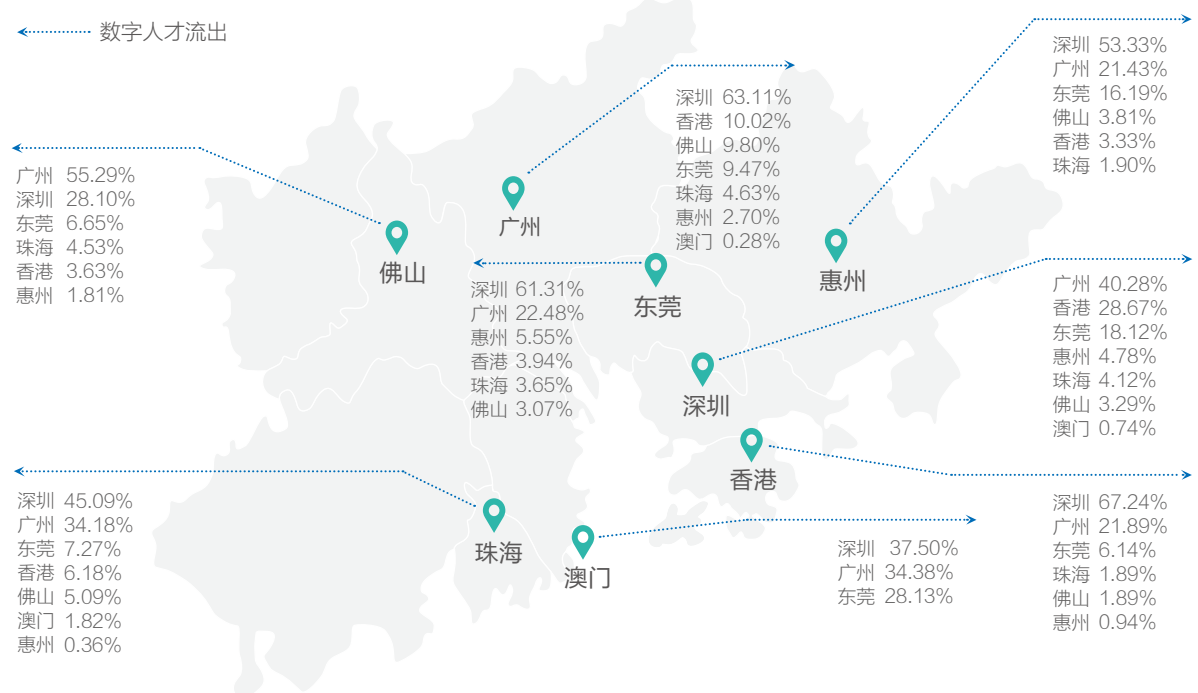 数字人才流出
深圳 53.33%
广州 21.43%
东莞 16.19%
佛山 3.81%
香港 3.33%
珠海 1.90%
深圳 63.11%
香港 10.02%
佛山 9.80%
东莞 9.47%
珠海 4.63%
惠州 2.70%
澳门 0.28%
广州 55.29%
深圳 28.10%
东莞 6.65%
珠海 4.53%
香港 3.63%
惠州 1.81%
广州
佛山
惠州
东莞
深圳 61.31%
广州 22.48%
惠州 5.55%
香港 3.94%
珠海 3.65%
佛山 3.07%
广州 40.28%
香港 28.67%
东莞 18.12%
惠州 4.78%
珠海 4.12%
佛山 3.29%
澳门 0.74%
深圳
香港
深圳 45.09%
广州 34.18%
东莞 7.27%
香港 6.18%
佛山 5.09%
澳门 1.82%
惠州 0.36%
珠海
澳门
深圳 37.50%
广州 34.38%
东莞 28.13%
深圳 67.24%
广州 21.89%
东莞 6.14%
珠海 1.89%
佛山 1.89%
惠州 0.94%